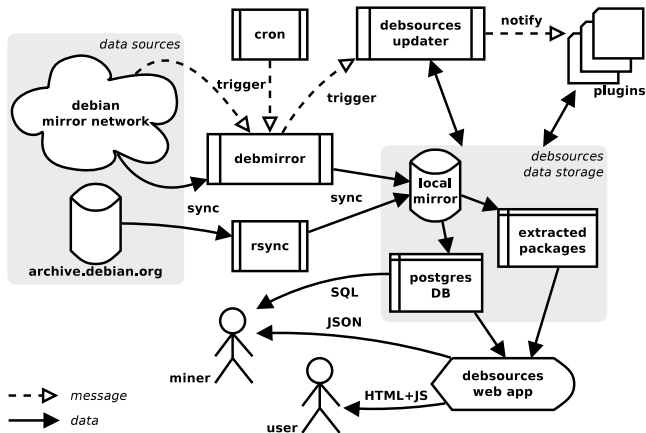 data sources
cron
debsources
updater
notify
plugins
trigger
trigger
debian
mirror network
debmirror
debsources
data storage
local
mirror
sync
sync
extracted
packages
rsync
archive.debian.org
postgres
DB
SQL
JSON
miner
debsources
web app
HTML+JS
user
message
data